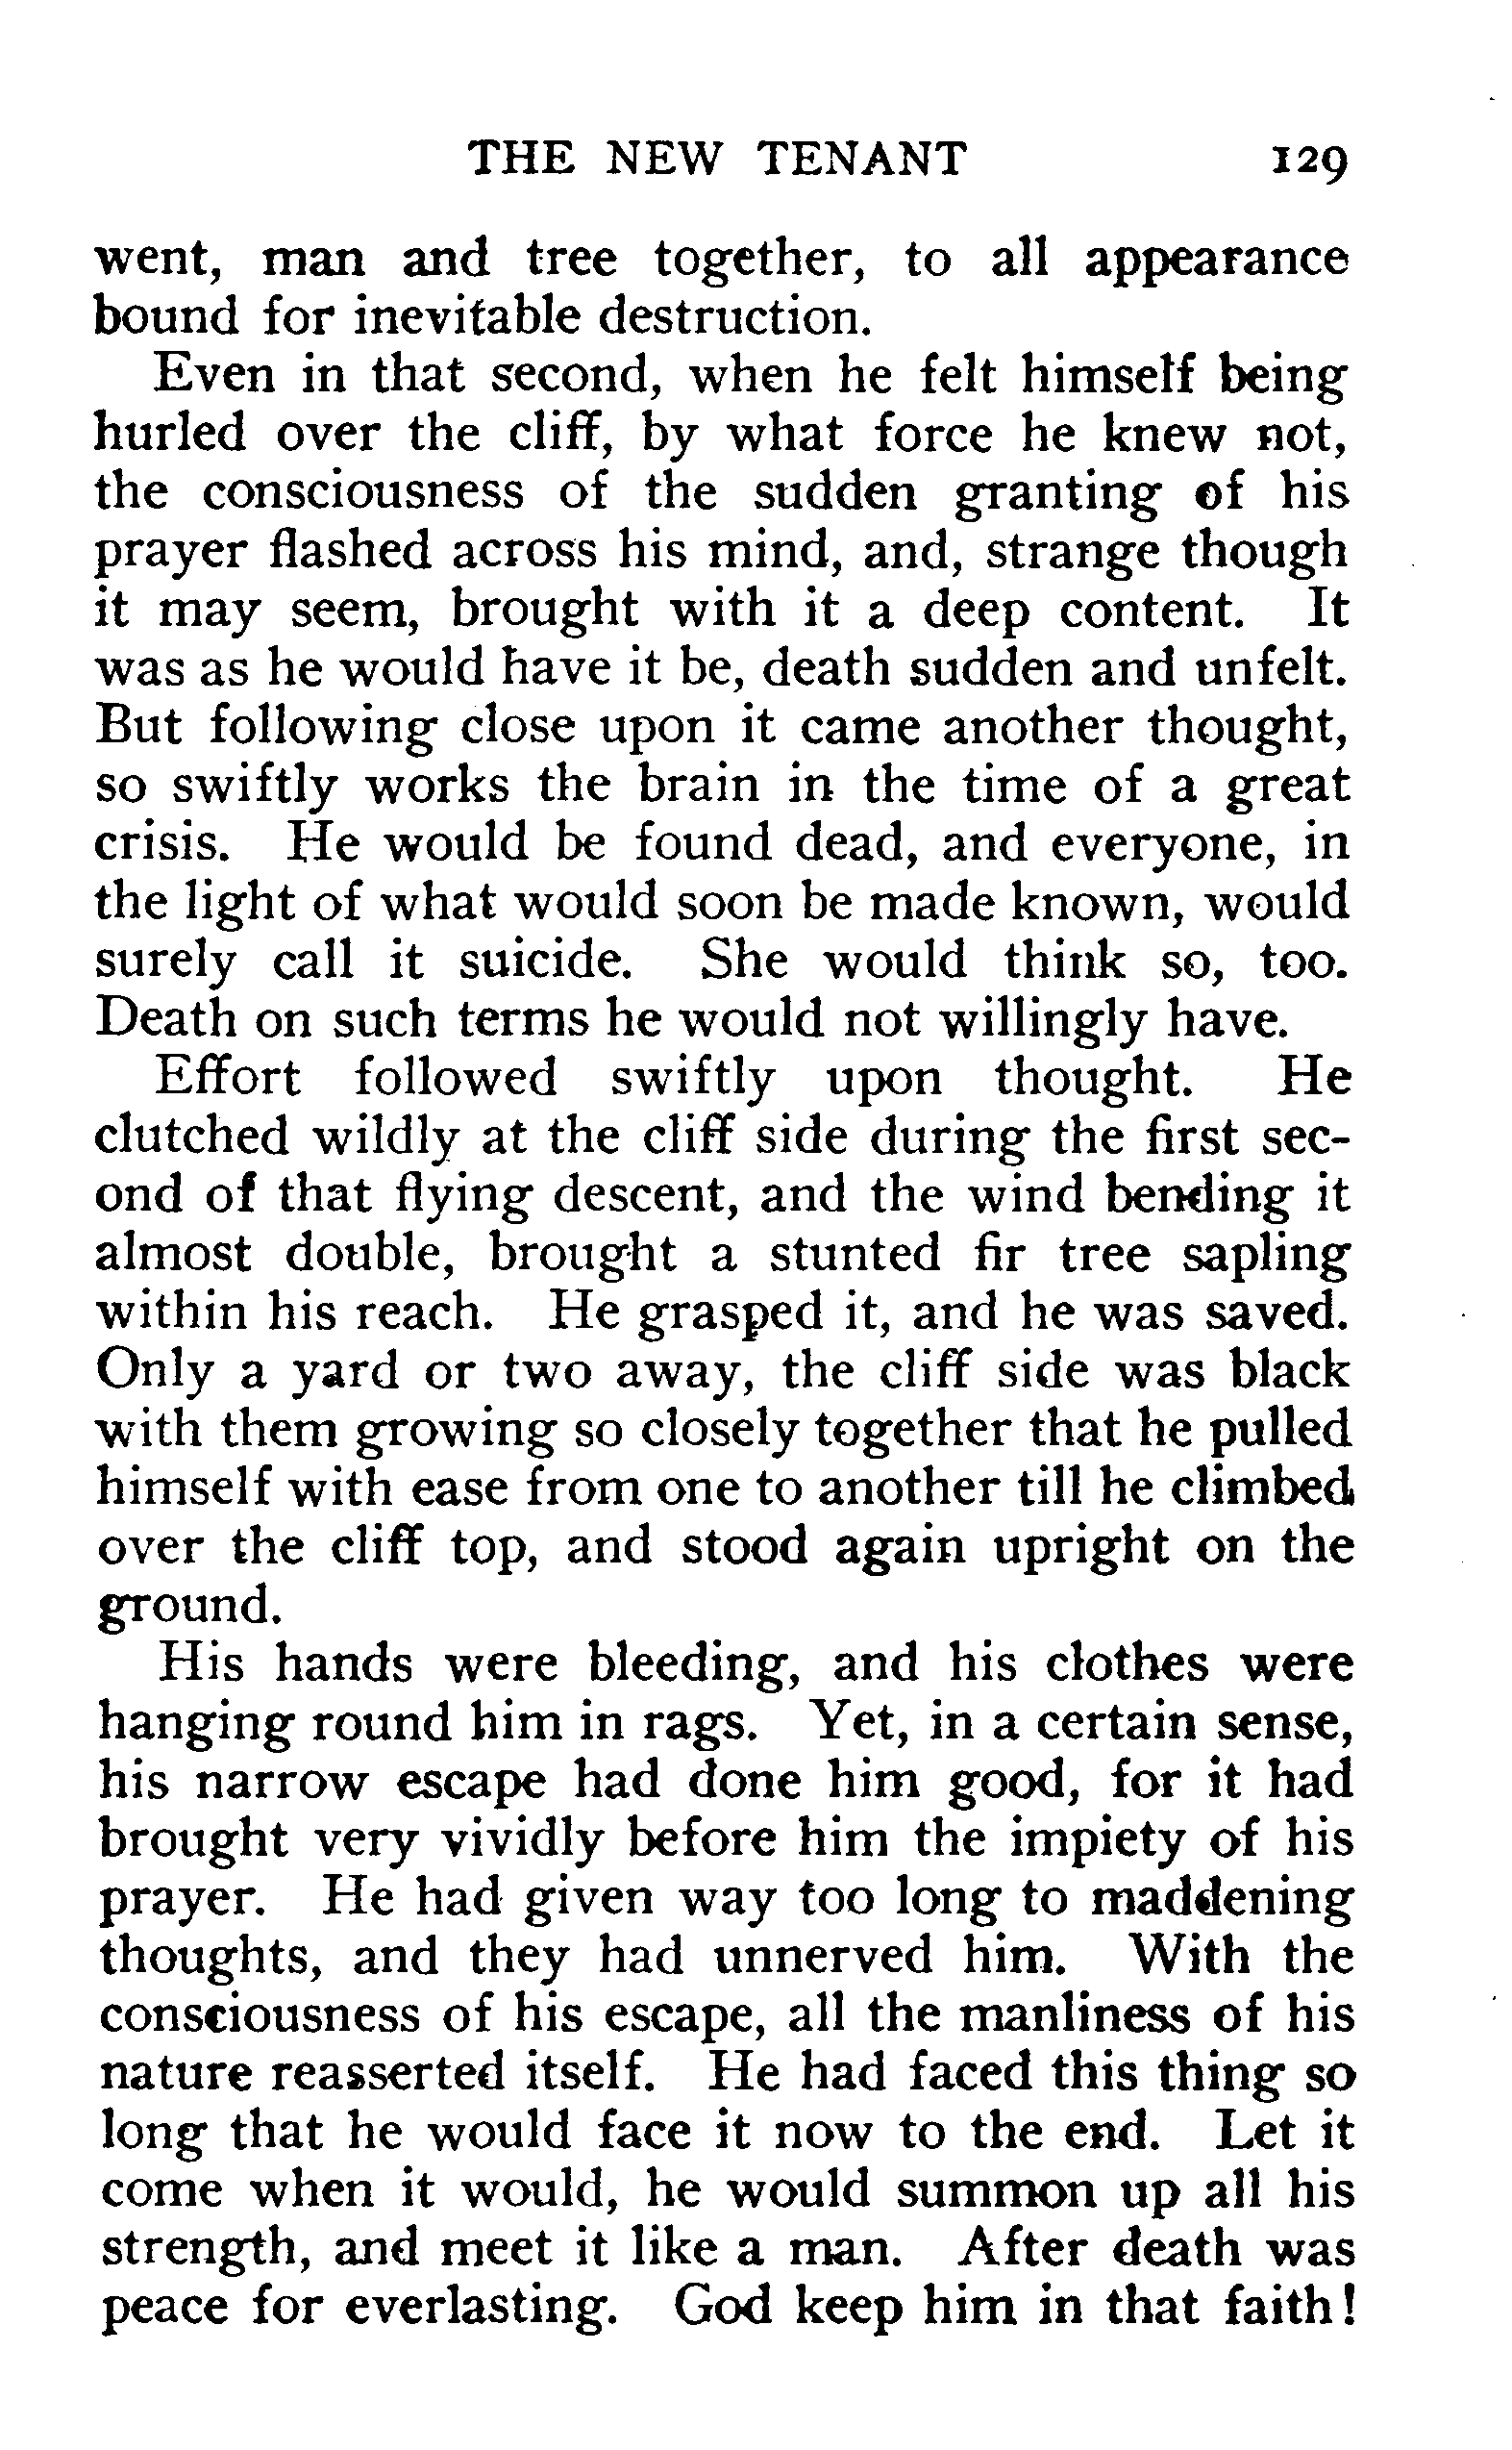 THE NEW TENANT 129
went, man and tree together, to all appearance
bound for inevitable destruction.
Even in that second, when he felt himself being
hurled over the cliff, by what force he knew not,
the consciousness of the sudden granting of his
prayer flashed across his mind, and, strange though
it may seem, brought with it a deep content. It
was as he would have it be, death sudden and unfelt.
But following close upon it came another thought,
so swiftly works the brain in the time of a great
crisis. He would be found dead, and everyone, in
the light of what would soon be made known, would
surely call it suicide. She would think so, too.
Death on such terms he would not willingly have.
Effort followed swiftly upon thought. He
clutched wildly at the cliff side during the first sec-
ond of that flying descent, and the wind bending it
almost double, brought a stunted fir tree sapling
within his reach. He grasped it, and he was saved.
Only a yard or two away, the cliff side was black
with them growing so closely together that he pulled
himself with ease from one to another till he climbed
over the cliff top, and stood again upright on the
ground.
His hands were bleeding, and his clothes were
hanging round him in rags. Yet, in a certain sense,
his narrow escape had done him good, for it had
brought very vividly before him the impiety of his
prayer. He had given way too long to maddening
thoughts, and they had unnerved him. With the
consciousness of his escape, all the manliness of his
nature reasserted itself. He had faced this thing so
long that he would face it now to the end. Let it
come when it would, he would summon up all his
strength, and meet it like a man. After death was
peace for everlasting. God keep him in that faith!